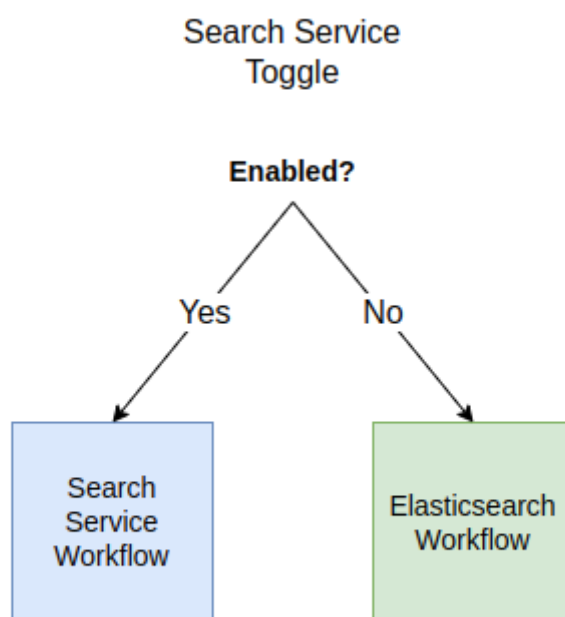 Search Service
Toggle
Enabled?
Yes
No
Search
Service
Workflow
Elasticsearch
Workflow